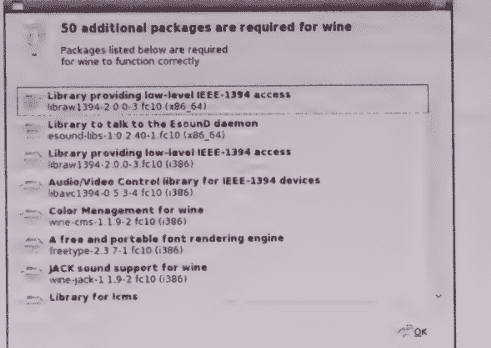 50 additional packages are required for wine
Packages listed below are required
for wine to function correctly
Library providing low-level IEEE-1394 access
libraw1394-2.0.0-3.fc10 (x86_64)
Library to talk to the EsounD daemon
esound-libs-1:0.2.40-1.fc10 (x86_64)
Library providing low-level IEEE-1394 access
libraw1394-2.0.0-3.fc10 (i386)
Audio/Video Control library for IEEE-1394 devices
libavc1394-0.5.3-4.fc10 (i386)
Color Management for wine
wine-cms-1.1.9-2.fc10 (i386)
A free and portable font rendering engine
freetype-2.3.7-1.fc10 (i386)
JACK sound support for wine
wine-jack-1.1.9-2.fc10 (i386)
Library for lcms
OK